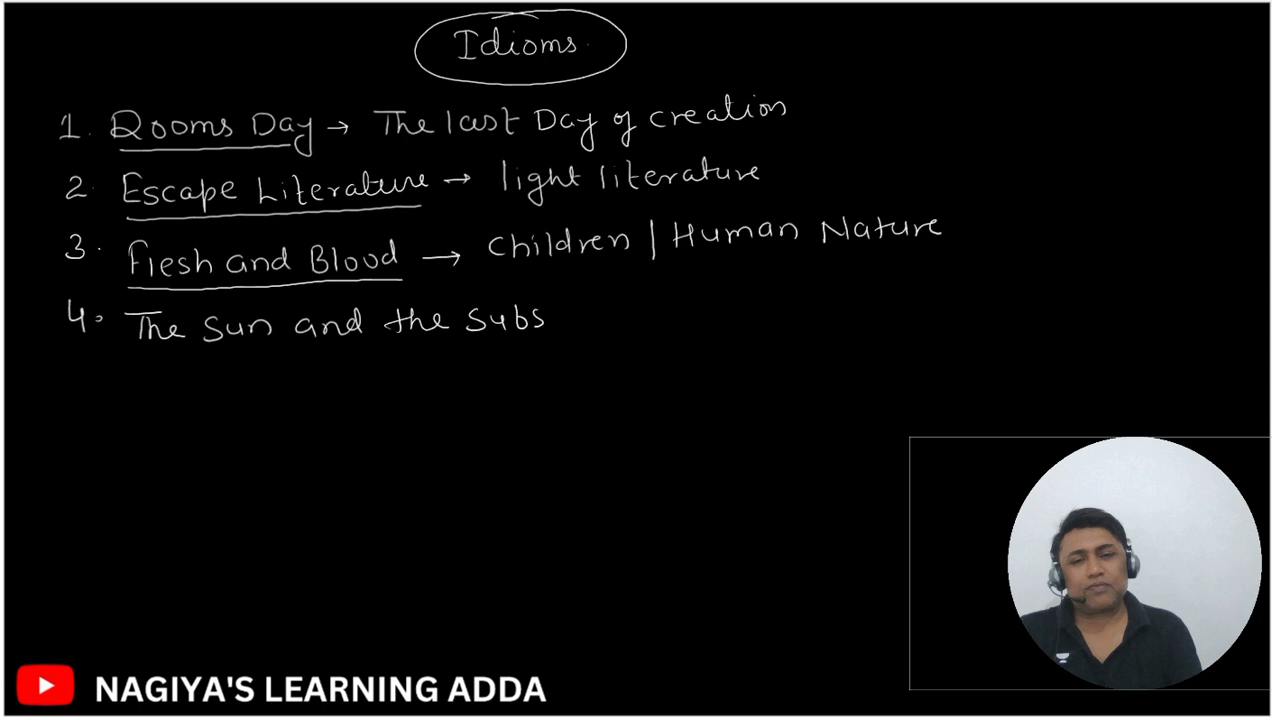 Idioms
1. Dooms Day → The last Day of creation
2. Escape Literature → light literature
3. Flesh and Blood → Children | Human Nature
4. The Sun and the Subs
NAGIYA'S LEARNING ADDA